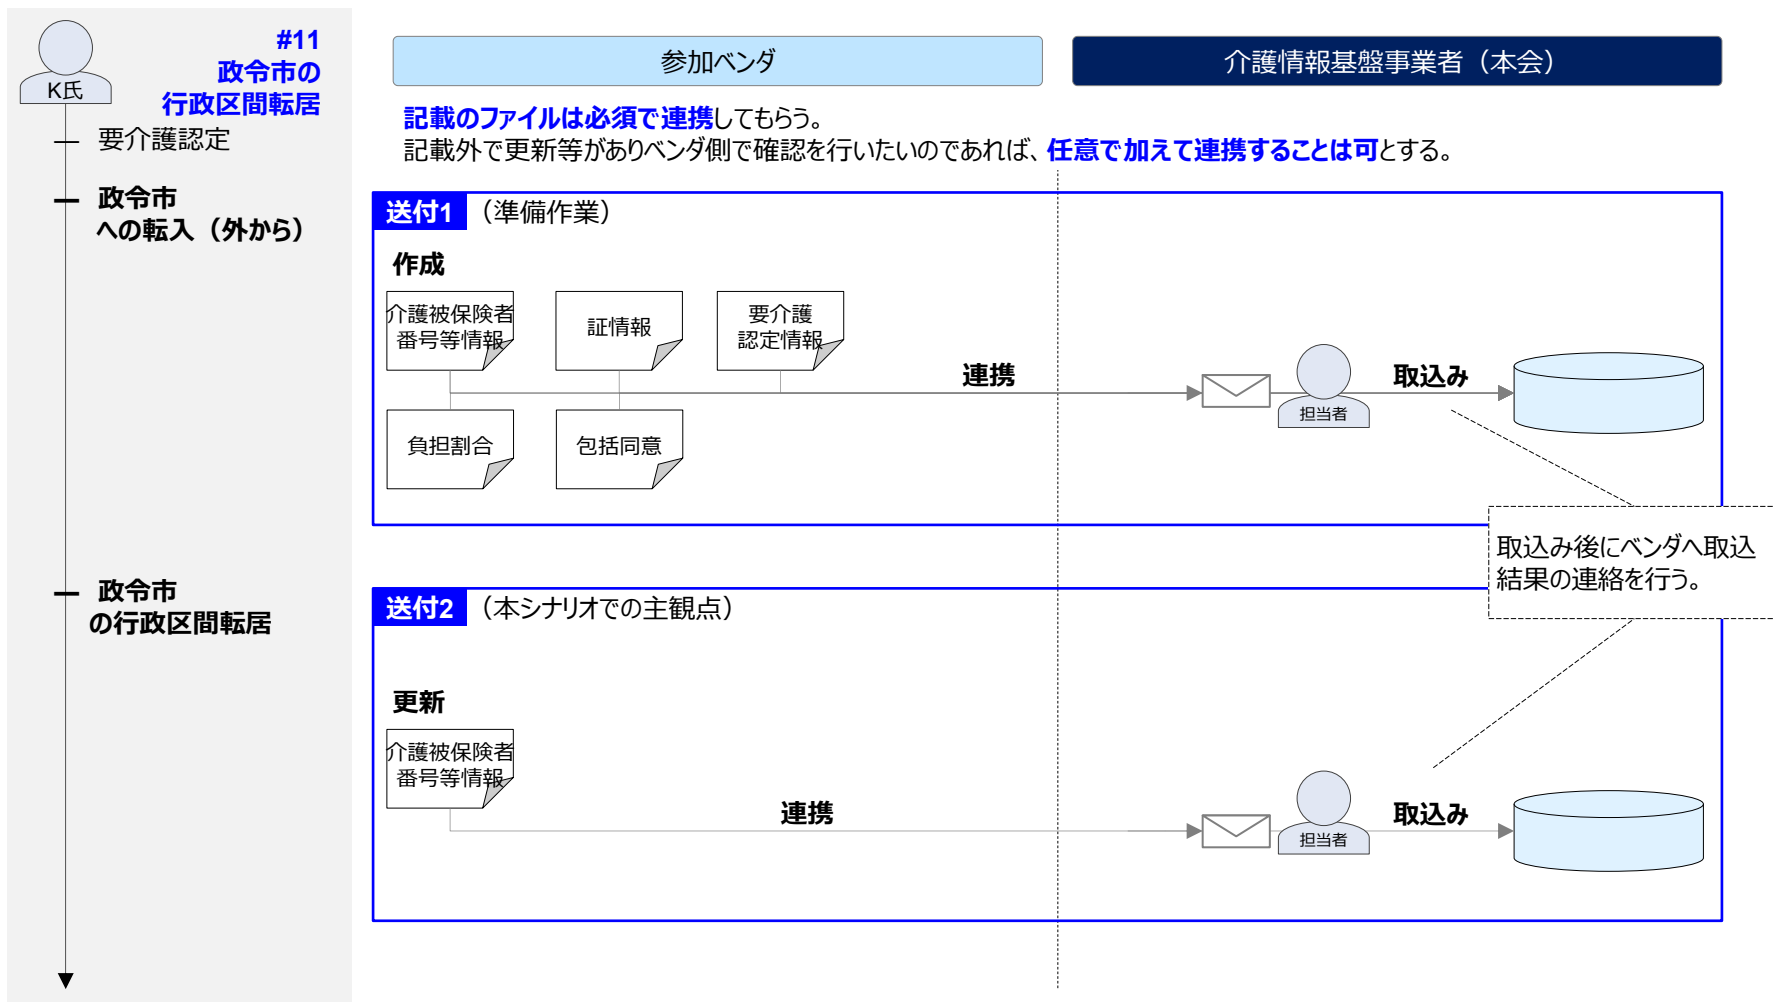 #11
政令市の
行政区間転居
K氏
要介護認定
政令市
への転入（外から）
政令市
の行政区間転居
参加ベンダ
介護情報基盤事業者（本会）
記載のファイルは必須で連携してもらう。
記載外で更新等がありベンダ側で確認を行いたいのであれば、任意で加えて連携することは可とする。
送付1（準備作業）
作成
介護被保険者
番号等情報
証情報
要介護
認定情報
負担割合
包括同意
連携
担当者
取込み
取込み後にベンダへ取込
結果の連絡を行う。
送付2（本シナリオでの主観点）
更新
介護被保険者
番号等情報
連携
担当者
取込み